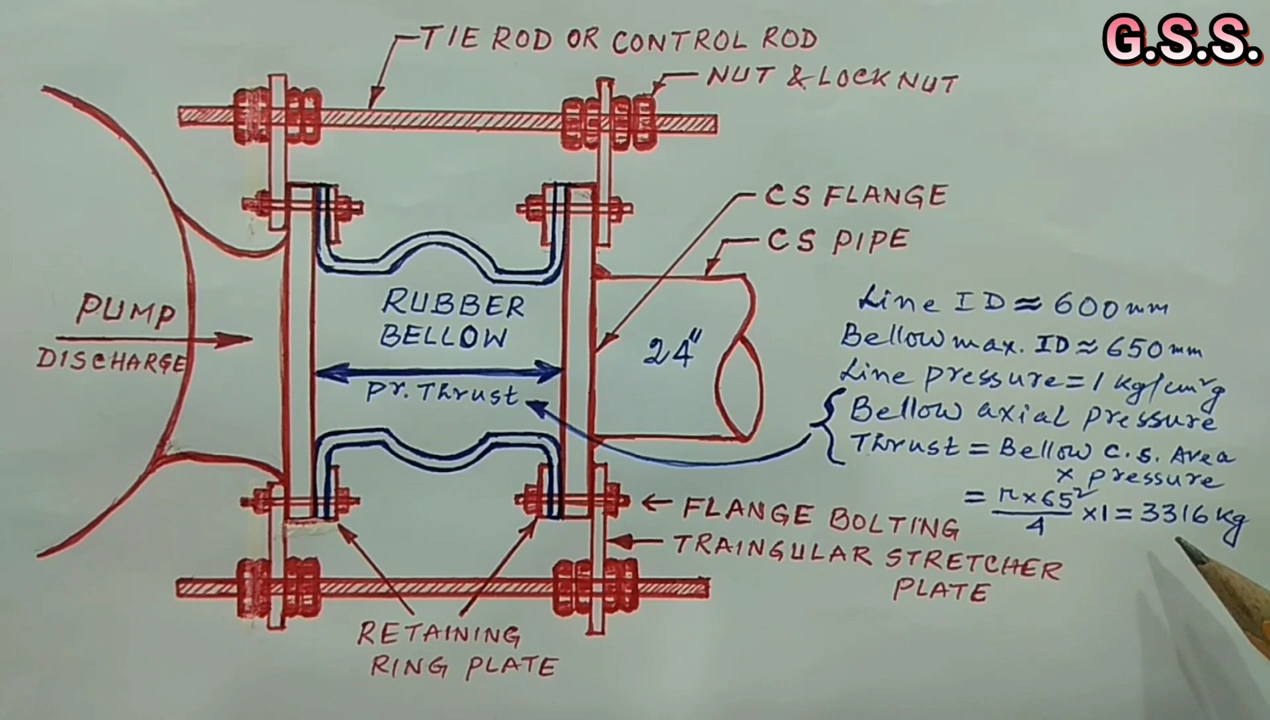 G.S.S.
TIE ROD OR CONTROL ROD
NUT & LOCK NUT
CS FLANGE
CS PIPE
PUMP
DISCHARGE
RUBBER
BELLOW
Pr. Thrust
24"
Line ID ≈ 600mm
Bellow max. ID ≈ 650mm
Line pressure = 1 kg/cm²g
Bellow axial pressure
Thrust = Bellow C.S. Area
× pressure
= π×65²/4 ×1 = 3316 kg
FLANGE BOLTING
TRAINGULAR STRETCHER
PLATE
RETAINING
RING PLATE